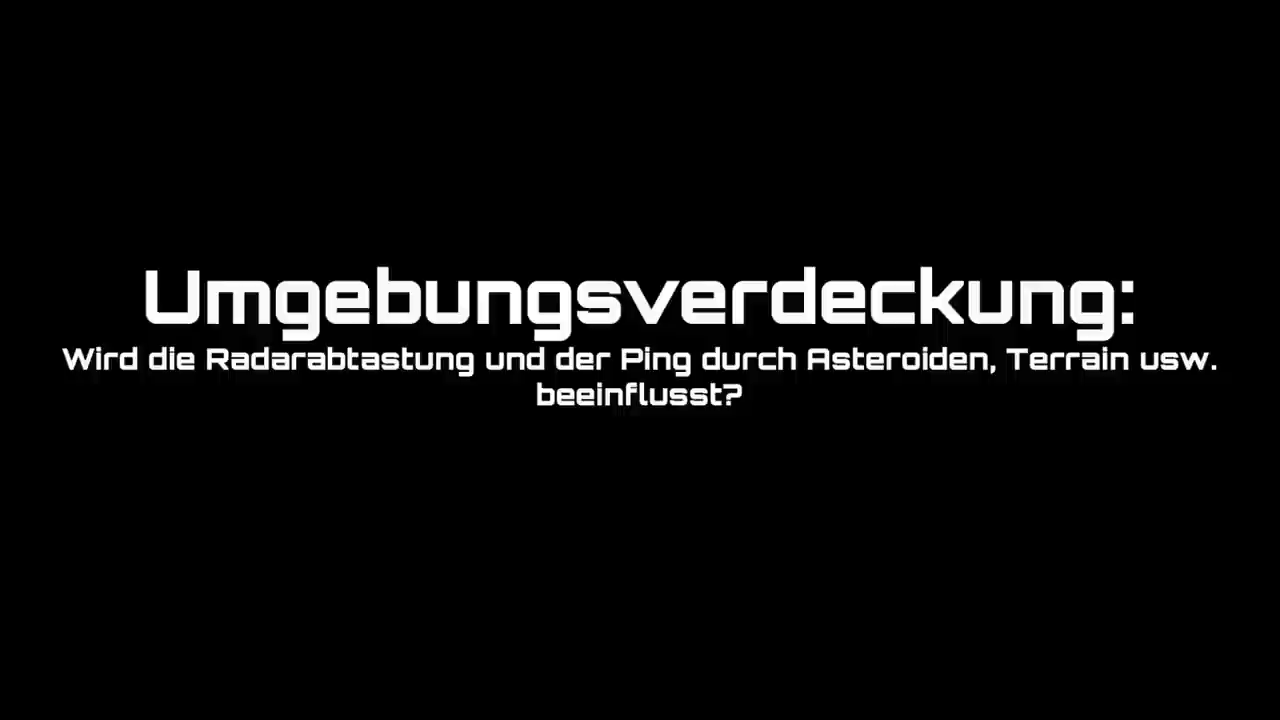 Umgebungsverdeckung:
Wird die Radarabtastung und der Ping durch Asteroiden, Terrain usw.
beeinflusst?